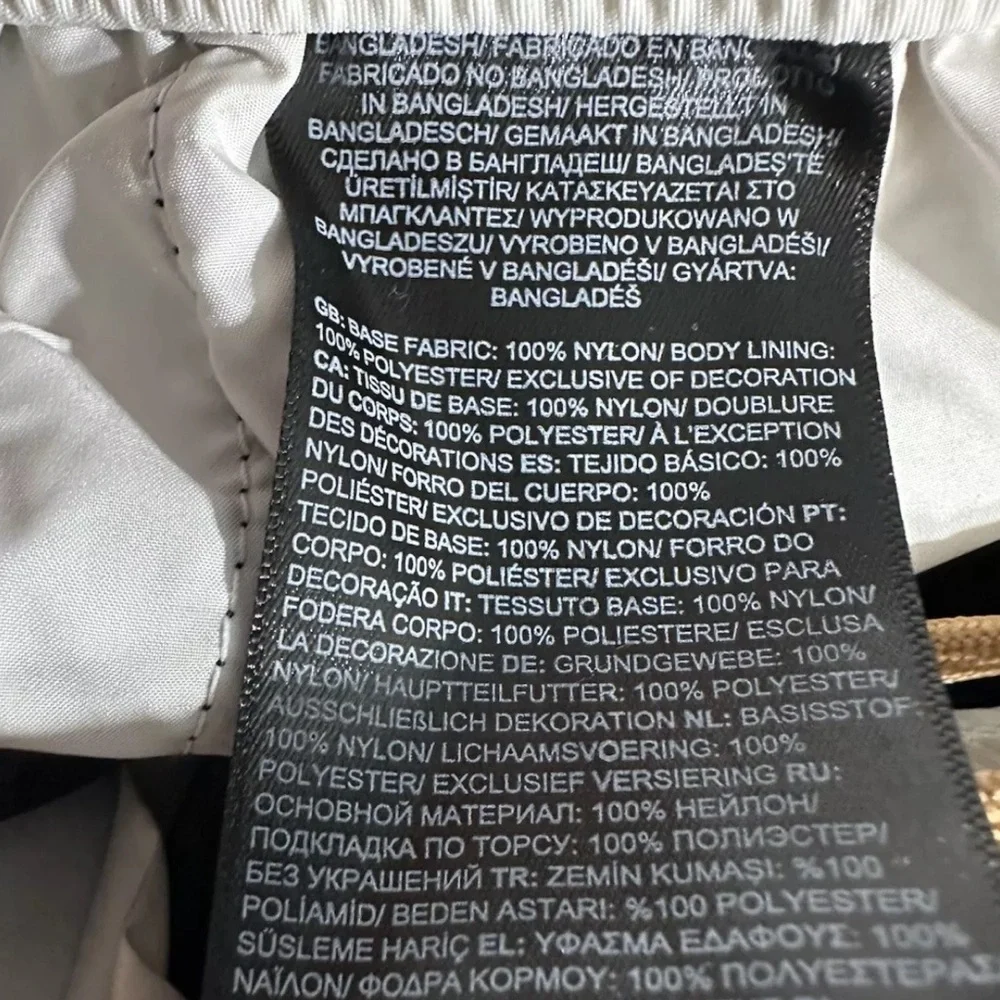 BANGLADESH/ FABRICADO EN
FABRICADO NO BANGLADESH/
IN BANGLADESH/ HERGESTELLT IN
BANGLADESCH/ GEMAAKT IN BANGLADESH/
СДЕЛАНО В БАНГЛАДЕШ/ BANGLADEŞ'TE
ÜRETİLMİŞTİR/ ΚΑΤΑΣΚΕΥΑΖΕΤΑΙ ΣΤΟ
ΜΠΑΓΚΛΑΝΤΕΣ/ WYPRODUKOWANO W
BANGLADESZU/ VYROBENO V BANGLADÉŠI/
VYROBENÉ V BANGLADÉŠI/ GYÁRTVA:
BANGLADÉŠ
GB: BASE FABRIC: 100% NYLON/ BODY LINING:
100% POLYESTER/ EXCLUSIVE OF DECORATION
CA: TISSU DE BASE: 100% NYLON/ DOUBLURE
DU CORPS: 100% POLYESTER/ À L'EXCEPTION
DES DÉCORATIONS ES: TEJIDO BÁSICO: 100%
NYLON/ FORRO DEL CUERPO: 100%
POLIÉSTER/ EXCLUSIVO DE DECORACIÓN PT:
TECIDO DE BASE: 100% NYLON/ FORRO DO
CORPO: 100% POLIÉSTER/ EXCLUSIVO PARA
DECORAÇÃO IT: TESSUTO BASE: 100% NYLON/
FODERA CORPO: 100% POLIESTERE/ ESCLUSA
LA DECORAZIONE DE: GRUNDGEWEBE: 100%
NYLON/ HAUPTTEILFUTTER: 100% POLYESTER/
AUSSCHLIEßLICH DEKORATION NL: BASISSTOF:
100% NYLON/ LICHAAMSVOERING: 100%
POLYESTER/ EXCLUSIEF VERSIERING RU:
ОСНОВНОЙ МАТЕРИАЛ: 100% НЕЙЛОН/
ПОДКЛАДКА ПО ТОРСУ: 100% ПОЛИЭСТЕР/
БЕЗ УКРАШЕНИЙ TR: ZEMİN KUMAŞI: %100
POLİAMİD/ BEDEN ASTARI: %100 POLYESTER/
SÜSLEME HARİÇ EL: ΥΦΑΣΜΑ ΕΔΑΦΟΥΣ: 100%
ΝΑΪΛΟΝ/ ΦΟΔΡΑ ΚΟΡΜΟΥ: 100% ΠΟΛΥΕΣΤΕΡΑΣ/